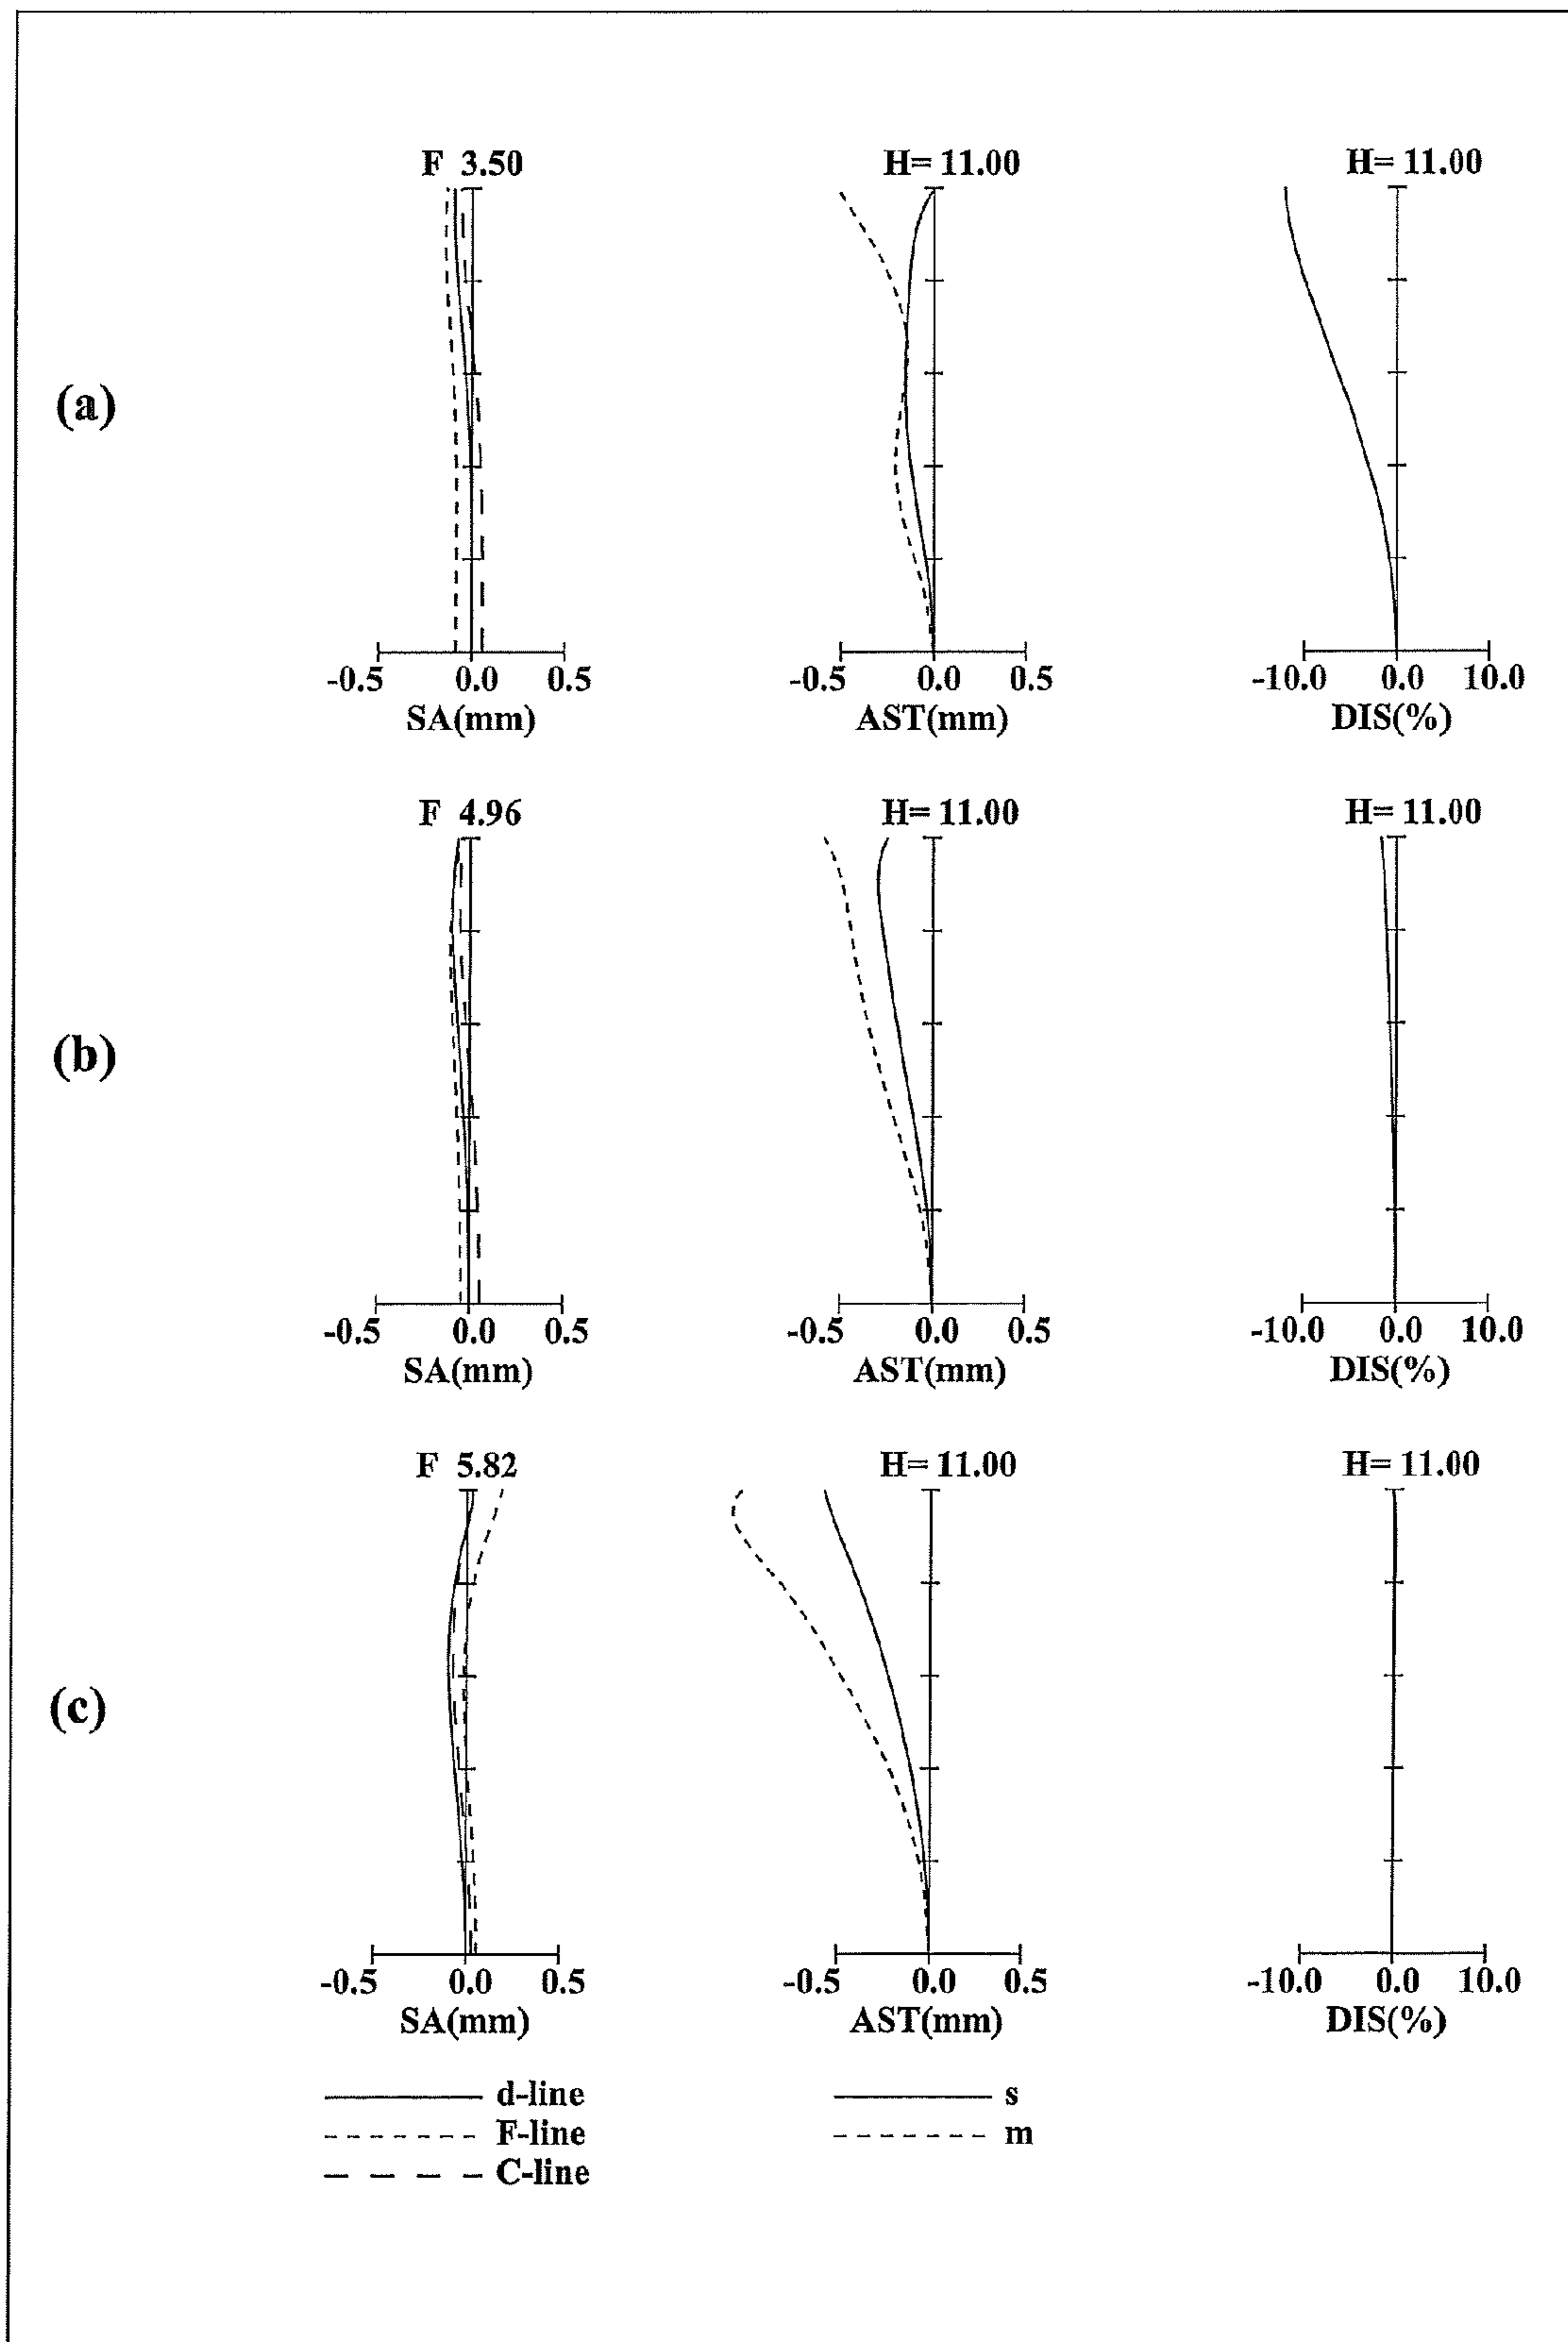 F 3.50 H= 11.00 H= 11.00
(a)
-0.5 0.0 0.5 -0.5 0.0 0.5 -10.0 0.0 10.0
SA(mm) AST(mm) DIS(%)
F 4.96 H= 11.00 H= 11.00
(b)
-0.5 0.0 0.5 -0.5 0.0 0.5 -10.0 0.0 10.0
SA(mm) AST(mm) DIS(%)
F 5.82 H= 11.00 H= 11.00
(c)
-0.5 0.0 0.5 -0.5 0.0 0.5 -10.0 0.0 10.0
SA(mm) AST(mm) DIS(%)
d-line s
F-line m
C-line